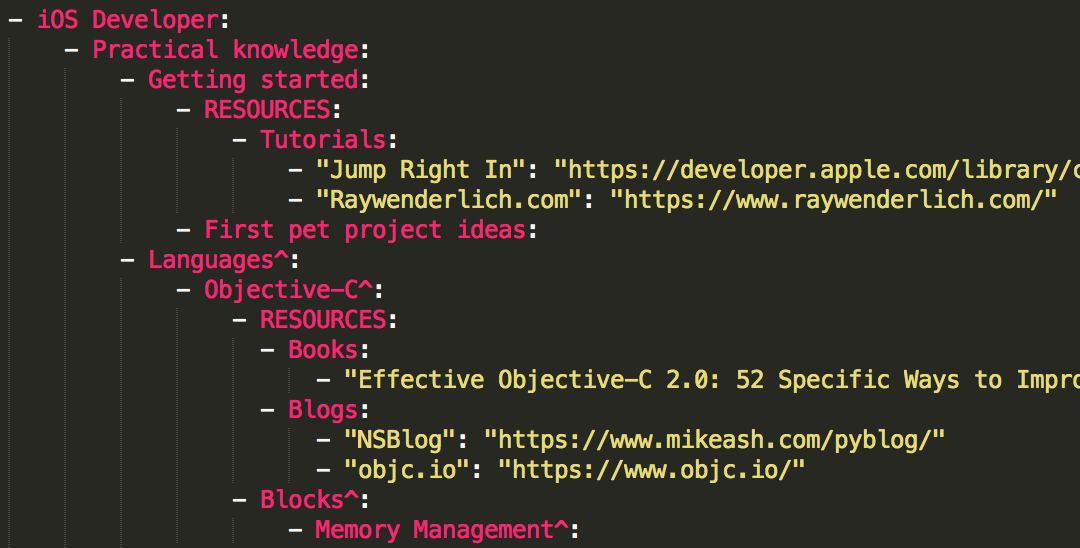 - iOS Developer:
- Practical knowledge:
- Getting started:
- RESOURCES:
- Tutorials:
- "Jump Right In": "https://developer.apple.com/library/
- "Raywenderlich.com": "https://www.raywenderlich.com/"
- First pet project ideas:
- Languages^:
- Objective-C^:
- RESOURCES:
- Books:
- "Effective Objective-C 2.0: 52 Specific Ways to Impro
- Blogs:
- "NSBlog": "https://www.mikeash.com/pyblog/"
- "objc.io": "https://www.objc.io/"
- Blocks^:
- Memory Management^: